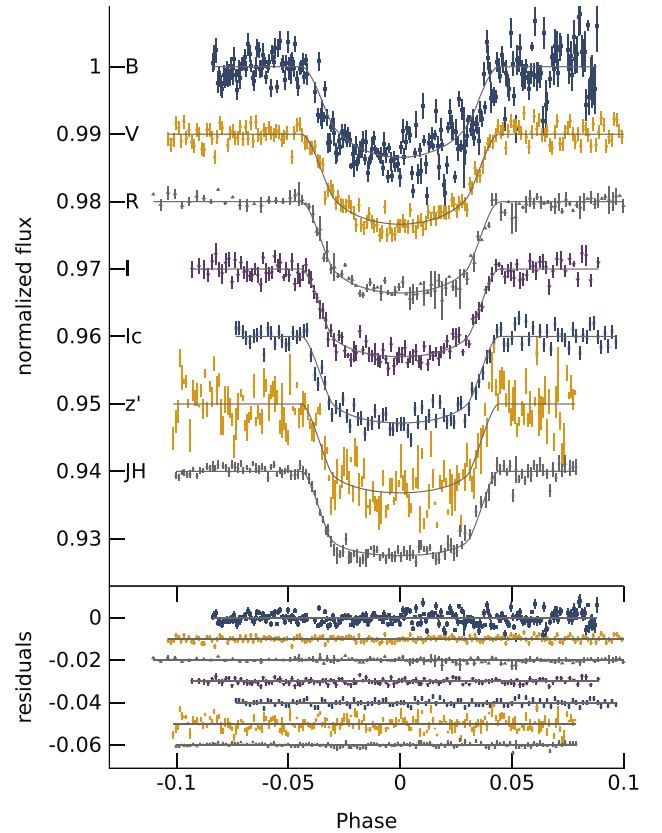 1 B
0.99 V
0.98 R
0.97 I
0.96 Ic
0.95 z'
0.94 JH
0.93
normalized flux
0
-0.02
-0.04
-0.06
residuals
-0.1 -0.05 0 0.05 0.1
Phase